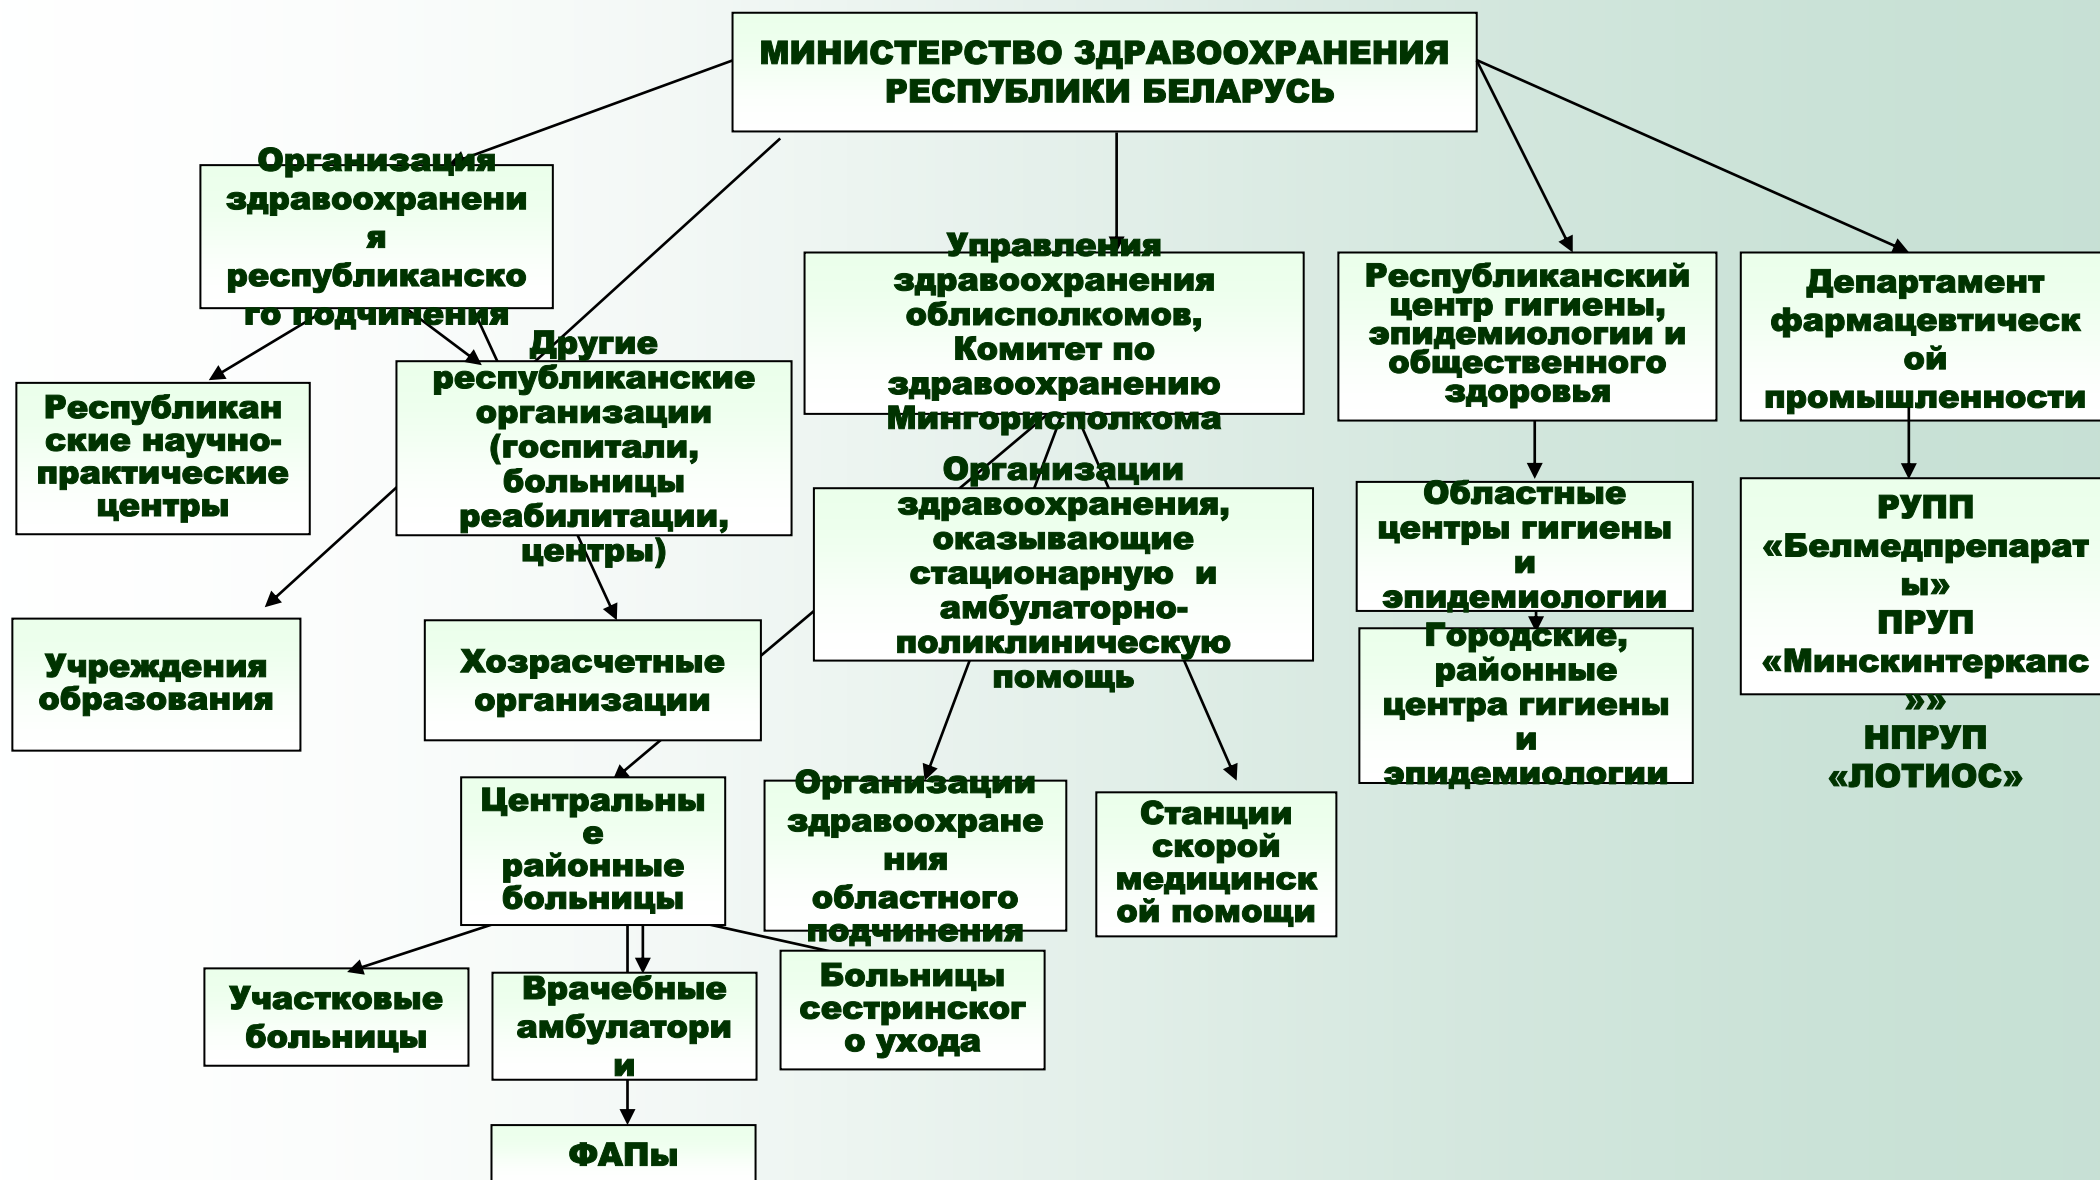 МИНИСТЕРСТВО ЗДРАВООХРАНЕНИЯ
РЕСПУБЛИКИ БЕЛАРУСЬ
Организация
здравоохранени
я
республиканско
го подчинения
Управления
здравоохранения
облисполкомов,
Комитет по
здравоохранению
Мингорисполкома
Республиканский
центр гигиены,
эпидемиологии и
общественного
здоровья
Департамент
фармацевтическ
ой
промышленности
Республикан
ские научно-
практические
центры
Другие
республиканские
организации
(госпитали,
больницы
реабилитации,
центры)
Организации
здравоохранения,
оказывающие
стационарную  и
амбулаторно-
поликлиническую
помощь
Областные
центры гигиены
и
эпидемиологии
РУПП
«Белмедпрепарат
ы»
ПРУП
«Минскинтеркапс
»»
НПРУП
«ЛОТИОС»
Учреждения
образования
Хозрасчетные
организации
Городские,
районные
центра гигиены
и
эпидемиологии
Центральны
е
районные
больницы
Организации
здравоохране
ния
областного
подчинения
Станции
скорой
медицинск
ой помощи
Участковые
больницы
Врачебные
амбулатори
и
Больницы
сестринског
о ухода
ФАПы